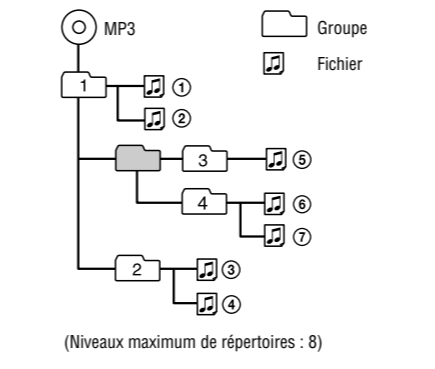 MP3
Groupe
Fichier
1
①
②
3
⑤
4
⑥
⑦
2
③
④
(Niveaux maximum de répertoires : 8)